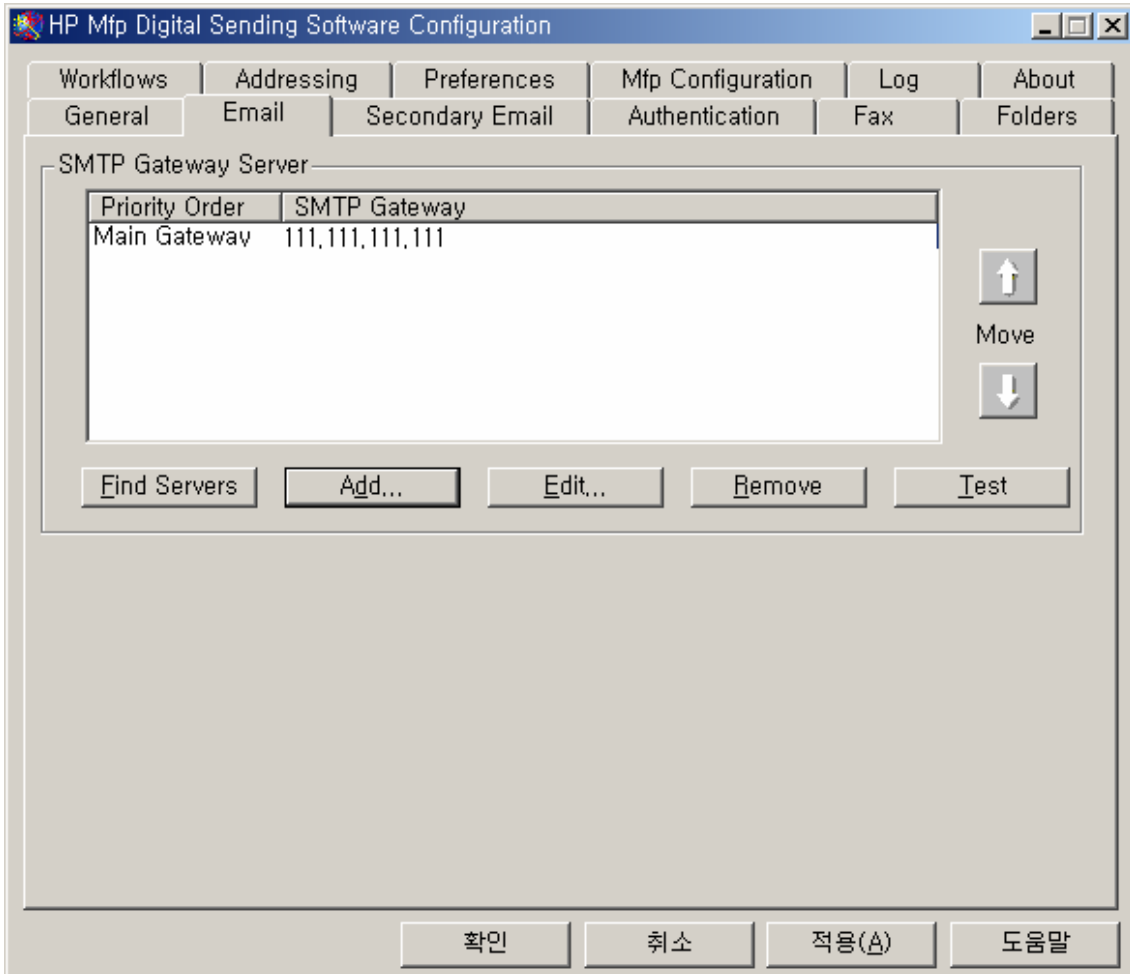 HP Mfp Digital Sending Software Configuration
Workflows Addressing Preferences Mfp Configuration Log About
General Email Secondary Email Authentication Fax Folders
SMTP Gateway Server
Priority Order SMTP Gateway
Main Gateway 111,111,111,111
Move
Find Servers Add,,, Edit,,, Remove Test
확인 취소 적용(A) 도움말